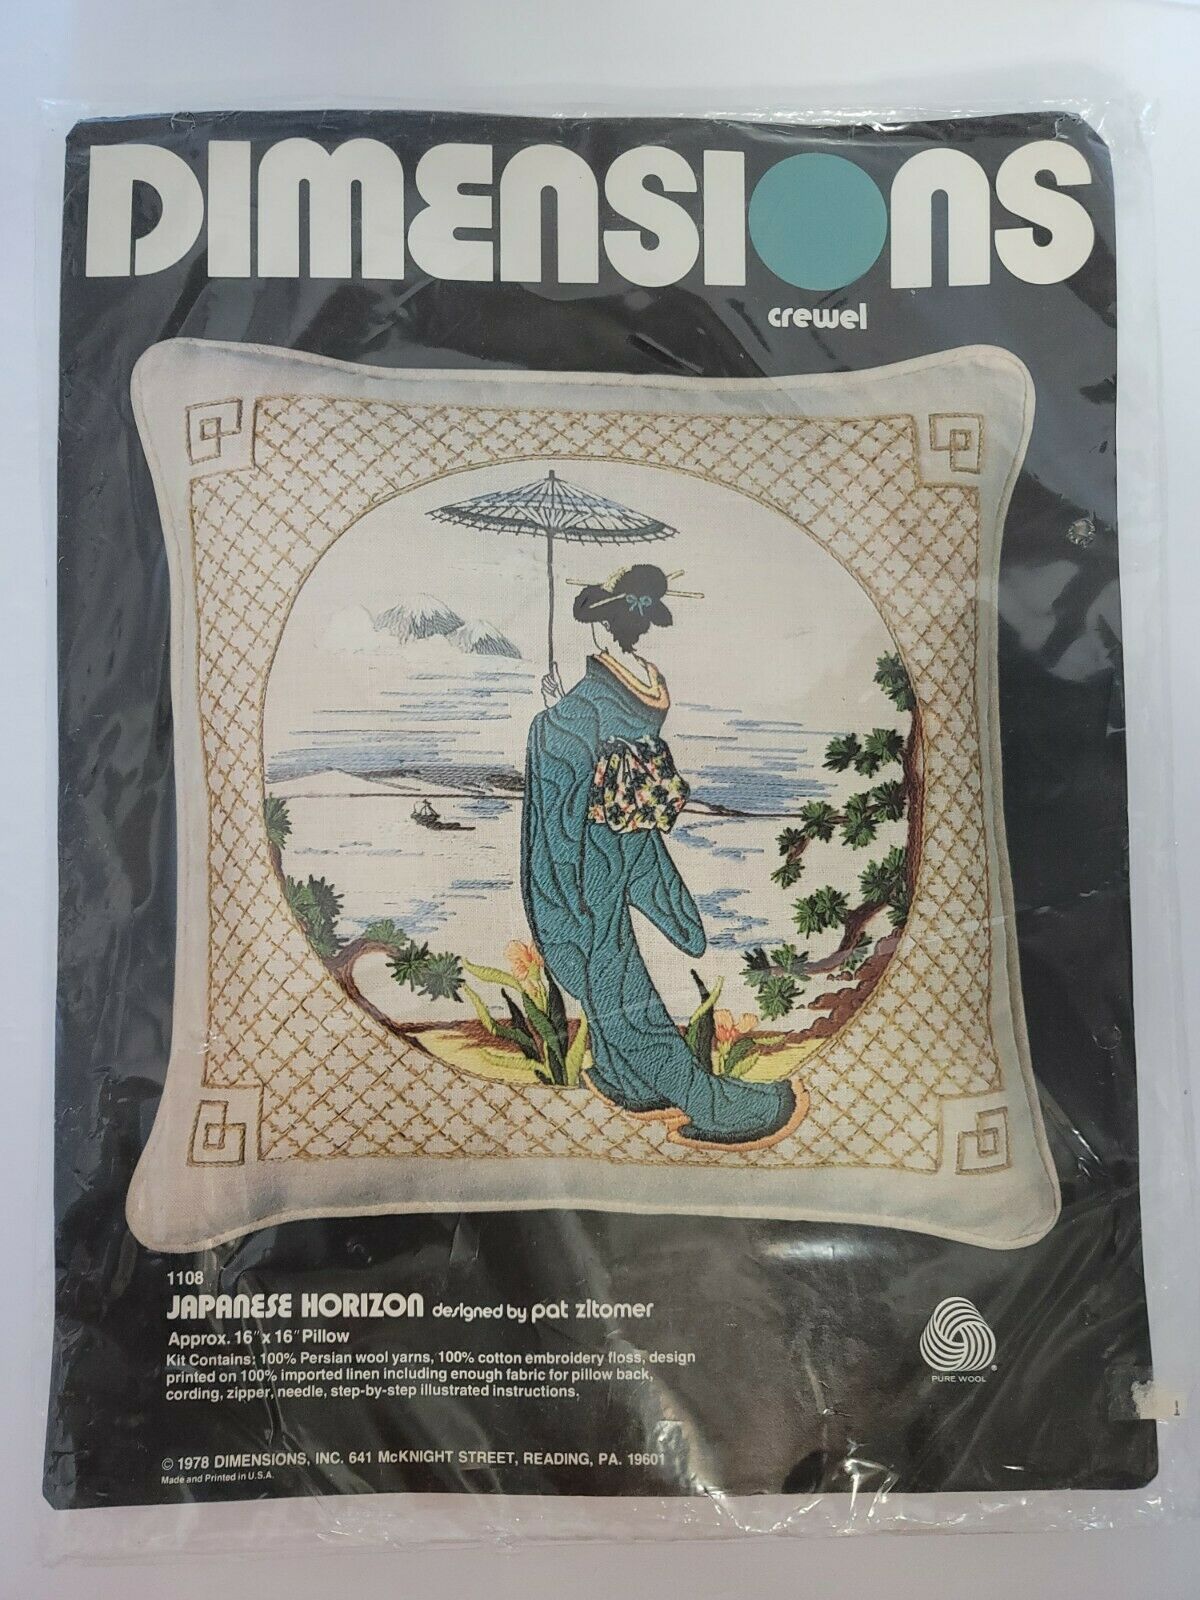 DIMENSIONS
crewel
1108
JAPANESE HORIZON designed by pat zitomer
Approx. 16" x 16" Pillow
Kit Contains: 100% Persian wool yarns, 100% cotton embroidery floss, design
printed on 100% imported linen including enough fabric for pillow back,
cording, zipper, needle, step-by-step illustrated instructions.
®
PURE WOOL
© 1978 DIMENSIONS, INC. 641 McKNIGHT STREET, READING, PA. 19601
Made and Printed in U.S.A.